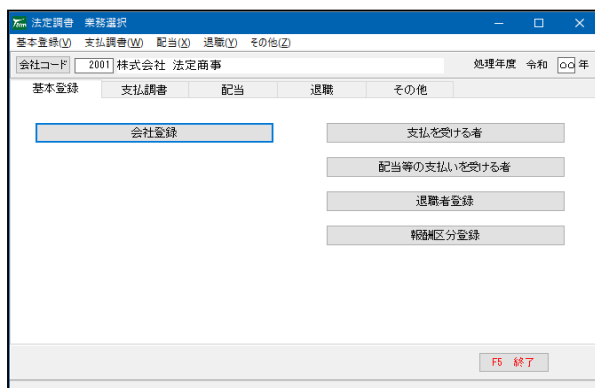 法定調書 業務選択
基本登録(V) 支払調書(W) 配当(X) 退職(Y) その他(Z)
会社コード 2001 株式会社 法定商事 処理年度 令和 ○○ 年
基本登録 支払調書 配当 退職 その他
会社登録 支払を受ける者
配当等の支払いを受ける者
退職者登録
報酬区分登録
F5 終了